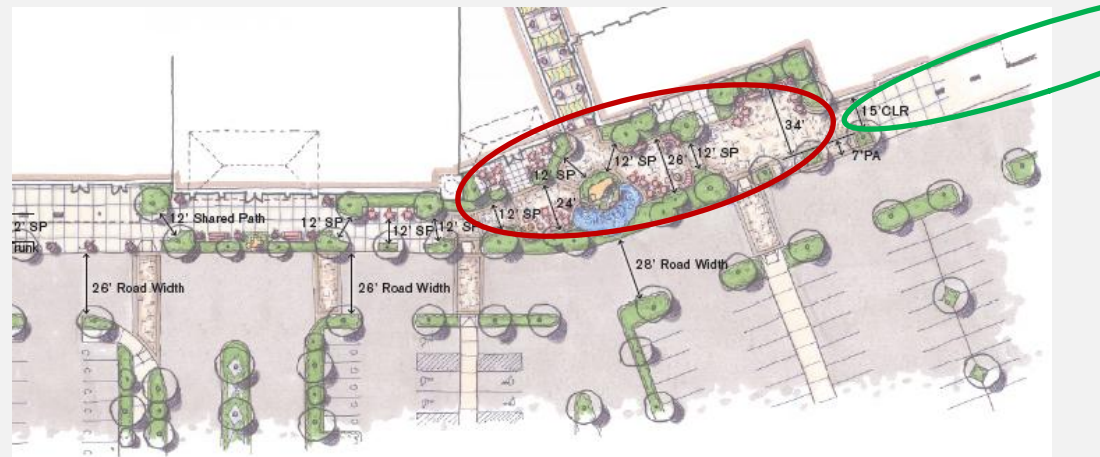 15'CLR
34'
7'PA
12' SP
26'
12' SP
12' SP
12' SP
24'
12' Shared Path
12' SP
12' SP
12' SP
2' SP
runk
26' Road Width
26' Road Width
28' Road Width